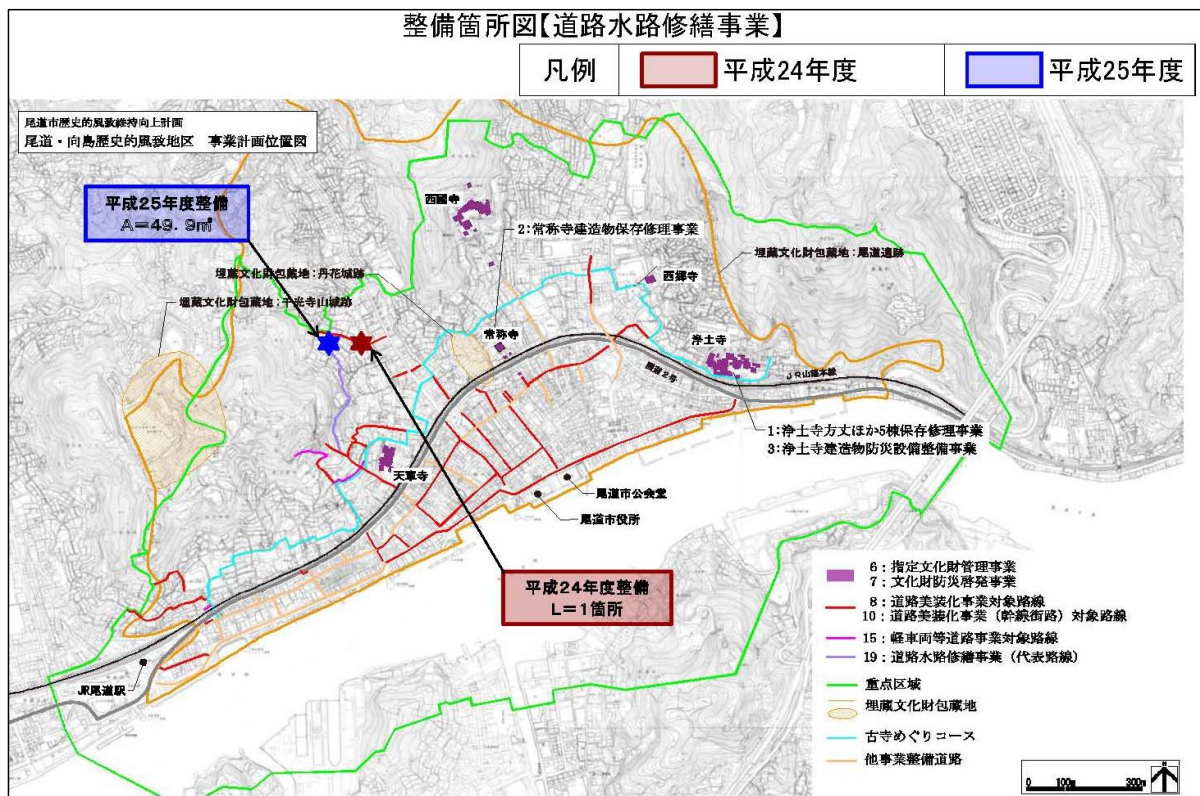 整備箇所図【道路水路修繕事業】
凡例
平成24年度
平成25年度
尾道市歴史的風致維持向上計画
尾道・向島歴史的風致地区 事業計画位置図
平成25年度整備
A=49.9㎡
西國寺
2:常称寺建造物保存修理事業
埋蔵文化財包蔵地:丹花城跡
西郷寺
埋蔵文化財包蔵地:尾道遺跡
埋蔵文化財包蔵地:千光寺山城跡
常称寺
浄土寺
国道2号
JR山陽本線
1:浄土寺方丈ほか5棟保存修理事業
3:浄土寺建造物防災設備整備事業
天寧寺
尾道市公会堂
尾道市役所
平成24年度整備
L=1箇所
JR尾道駅
6:指定文化財管理事業
7:文化財防災啓発事業
8:道路美装化事業対象路線
10:道路美装化事業(幹線街路)対象路線
15:軽車両等道路事業対象路線
19:道路水路修繕事業(代表路線)
重点区域
埋蔵文化財包蔵地
古寺めぐりコース
他事業整備道路
0 100m 300m
N